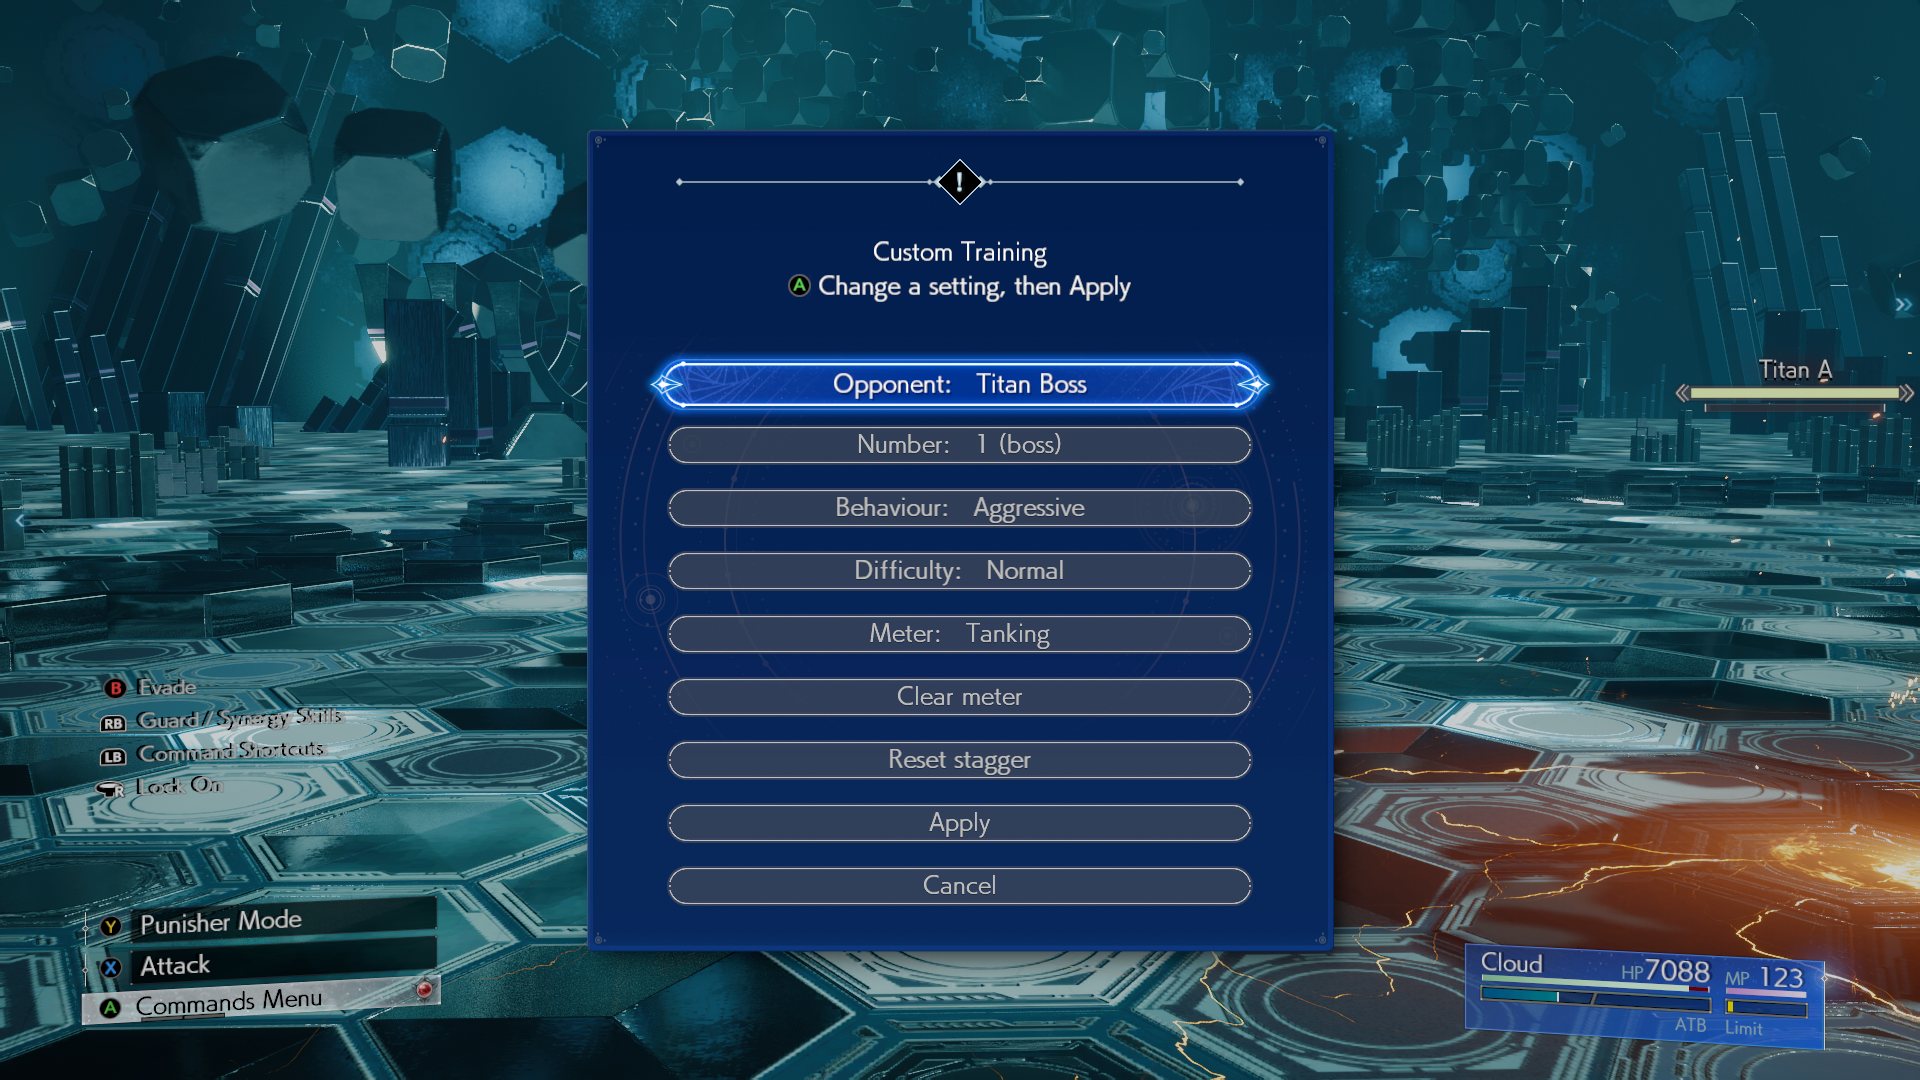 !
Custom Training
A Change a setting, then Apply
Opponent: Titan Boss
Number: 1 (boss)
Behaviour: Aggressive
Difficulty: Normal
Meter: Tanking
Clear meter
Reset stagger
Apply
Cancel
Titan A
B Evade
RB Guard / Synergy Skills
LB Command Shortcuts
R Lock On
Y Punisher Mode
X Attack
A Commands Menu
Cloud HP 7088 MP 123
ATB Limit